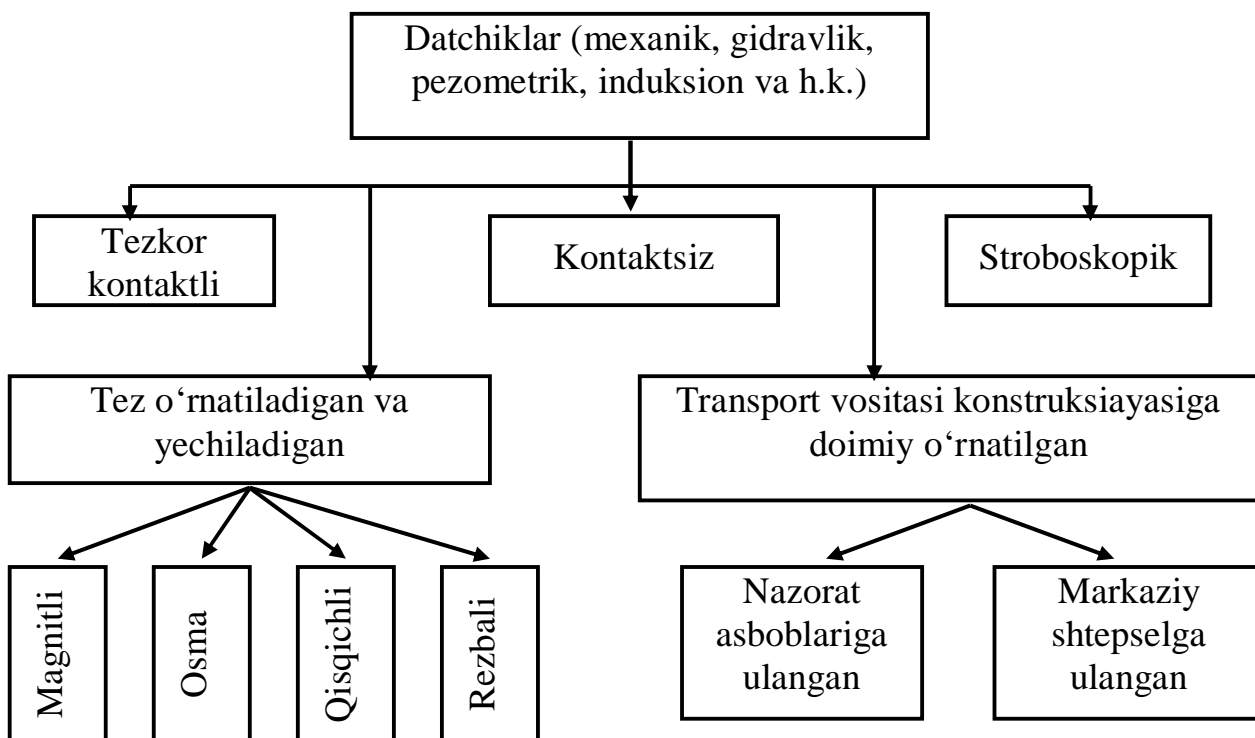 Datchiklar (mexanik, gidravlik,
pezometrik, induksion va h.k.)
Tezkor
kontaktli
Kontaktsiz
Stroboskopik
Tez o‘rnatiladigan va
yechiladigan
Transport vositasi konstruksiayasiga
doimiy o‘rnatilgan
Magnitli
Osma
Qisqichli
Rezbali
Nazorat
asboblariga
ulangan
Markaziy
shtepselga
ulangan